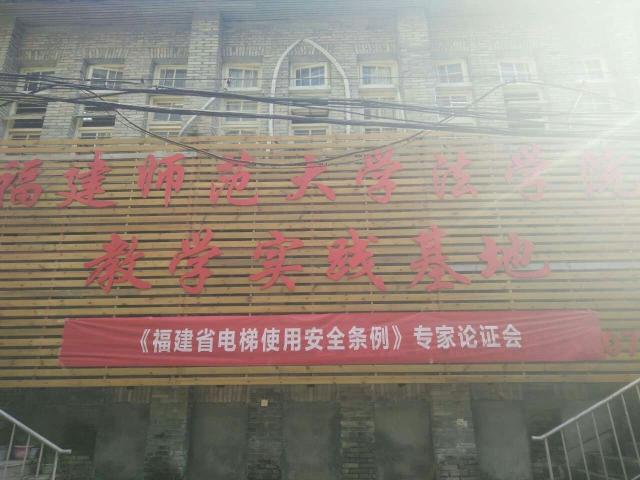 福建师范大学法学院
教学实践基地
《福建省电梯使用安全条例》专家论证会